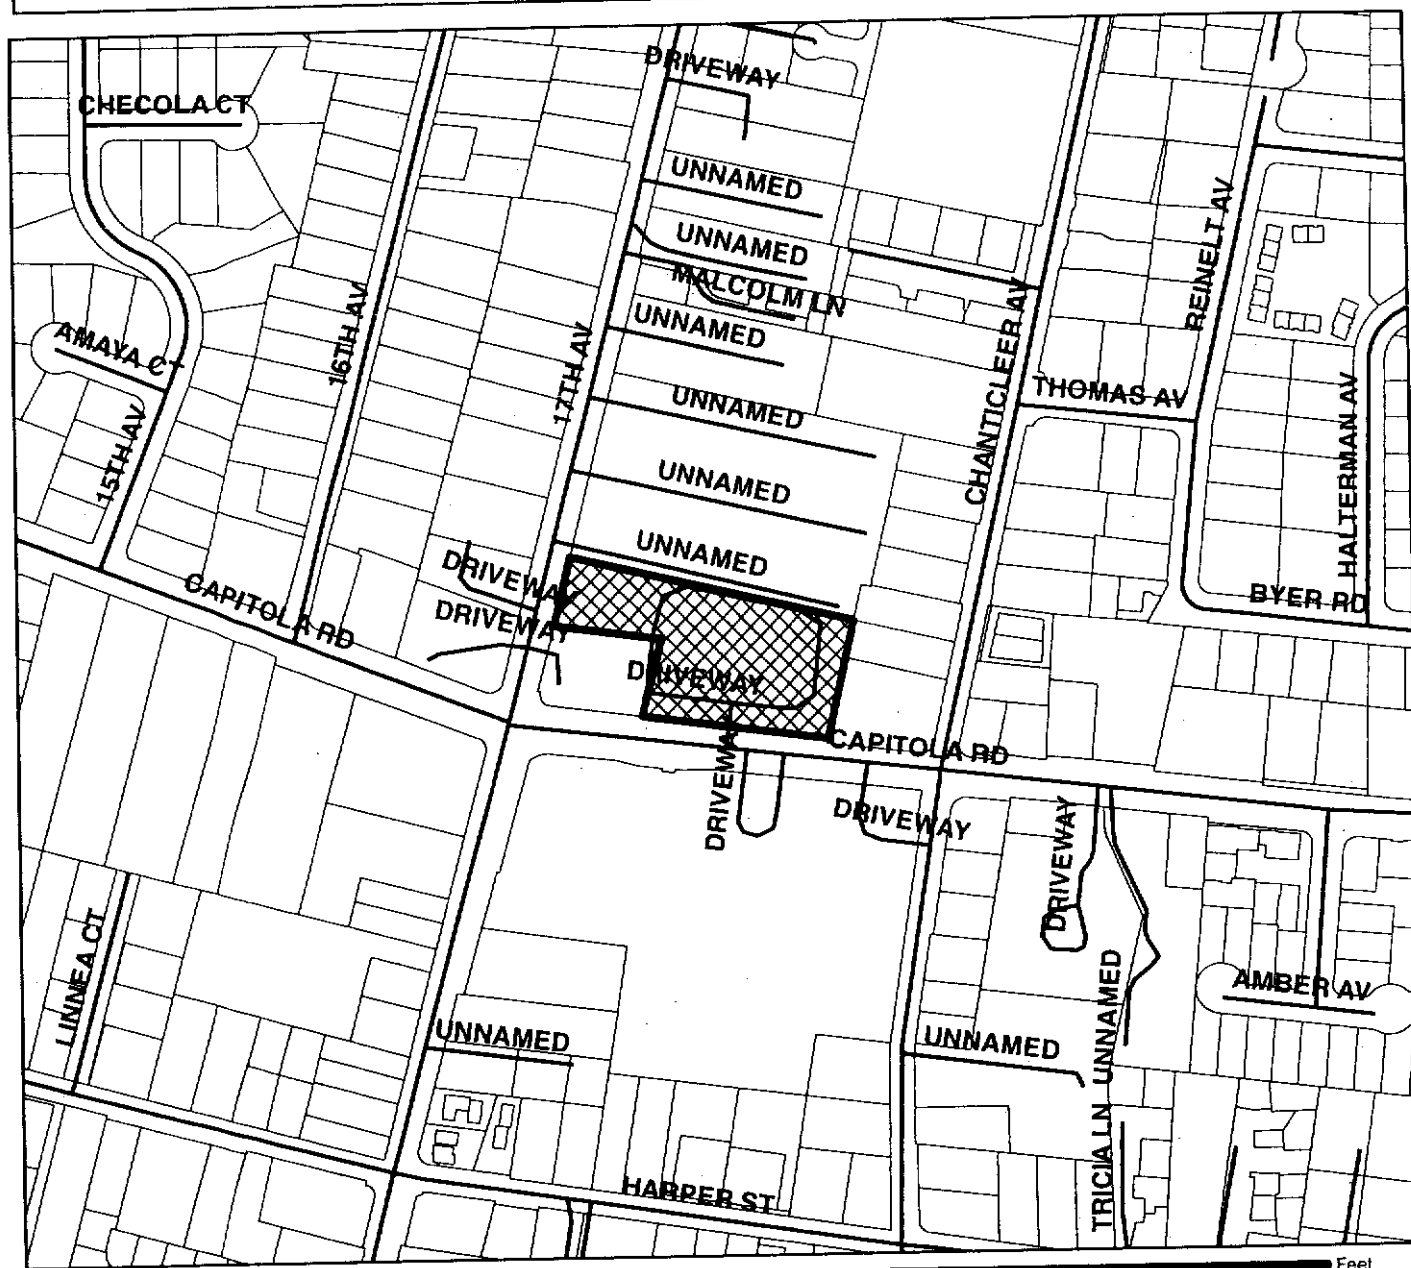 DRIVEWAY
CHECOLA CT
UNNAMED
REINELT AV
UNNAMED
MALCOLM LN
16TH AV
UNNAMED
AMAYA CT
17TH AV
CHANTICLEER AV
THOMAS AV
UNNAMED
HALTERMAN AV
15TH AV
UNNAMED
UNNAMED
DRIVEWAY
CAPITOLA RD
DRIVEWAY
BYER RD
DRIVEWAY
DRIVEWAY
CAPITOLA RD
DRIVEWAY
DRIVEWAY
LINNEA CT
AMBER AV
UNNAMED
UNNAMED
UNNAMED
TRICIA LN
HARPER ST
Feet